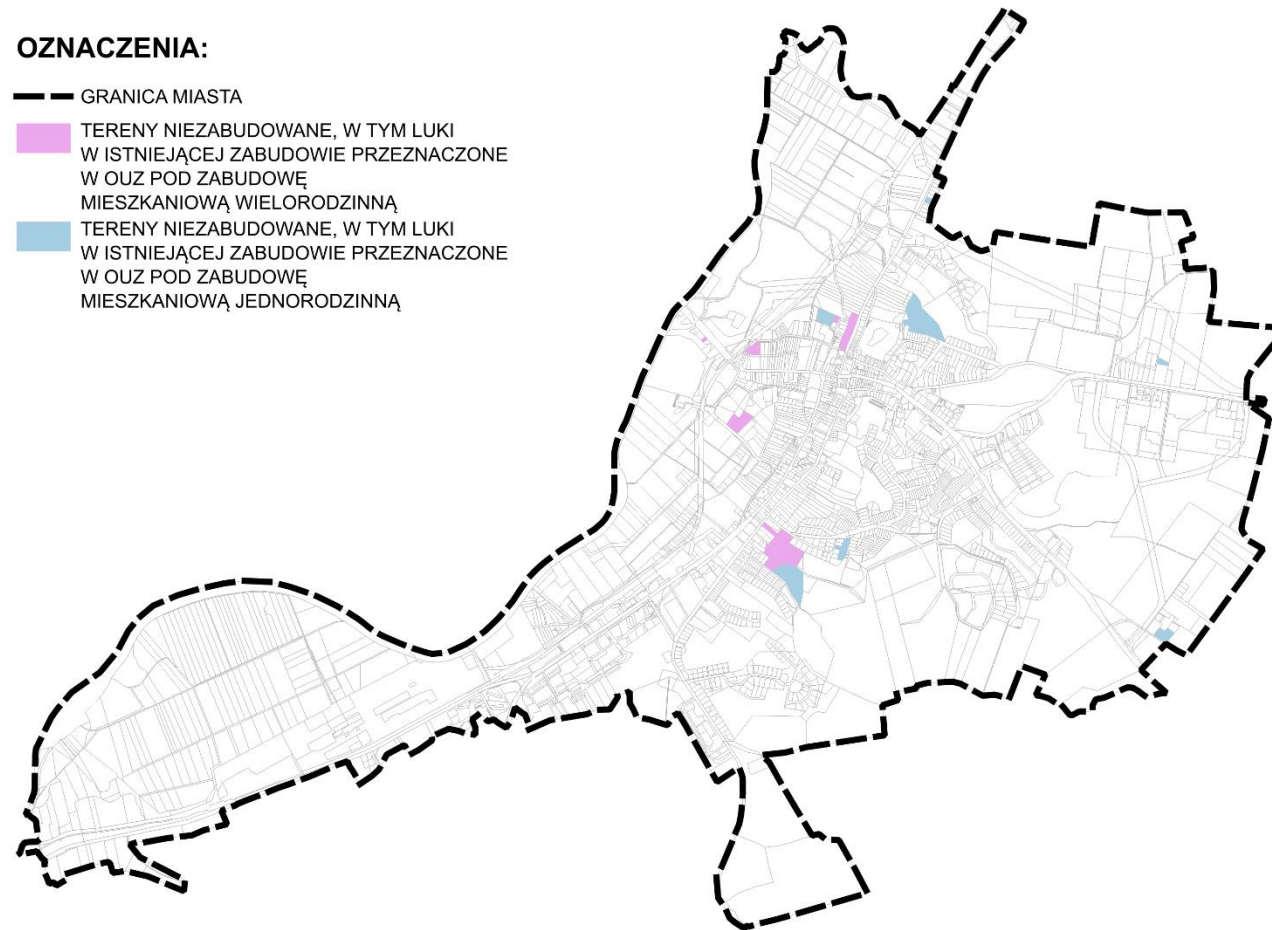 OZNACZENIA:
GRANICA MIASTA
TERENY NIEZABUDOWANE, W TYM LUKI
W ISTNIEJĄCEJ ZABUDOWIE PRZEZNACZONE
W OUZ POD ZABUDOWĘ
MIESZKANIOWĄ WIELORODZINNĄ
TERENY NIEZABUDOWANE, W TYM LUKI
W ISTNIEJĄCEJ ZABUDOWIE PRZEZNACZONE
W OUZ POD ZABUDOWĘ
MIESZKANIOWĄ JEDNORODZINNĄ